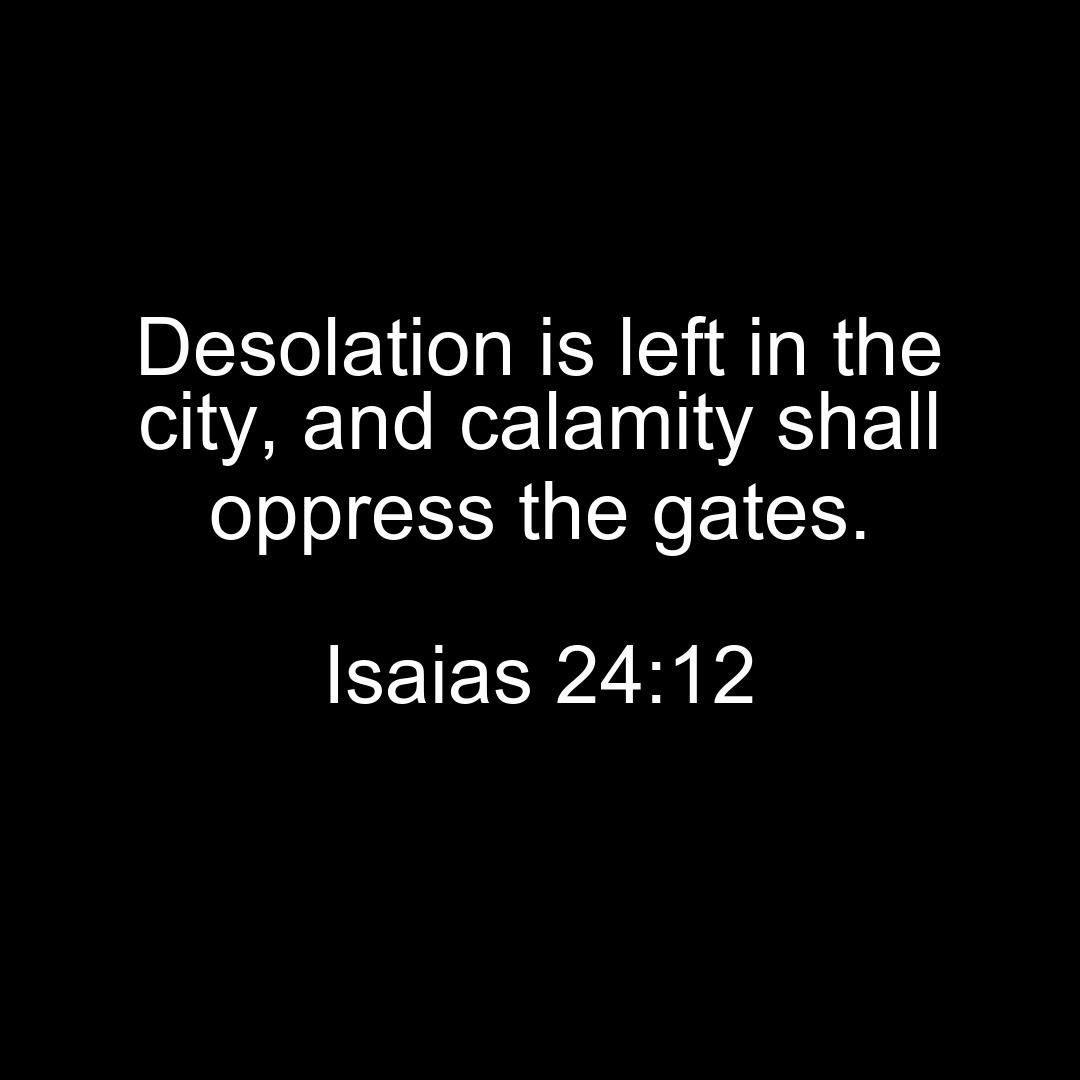 Desolation is left in the
city, and calamity shall
oppress the gates.
Isaias 24:12